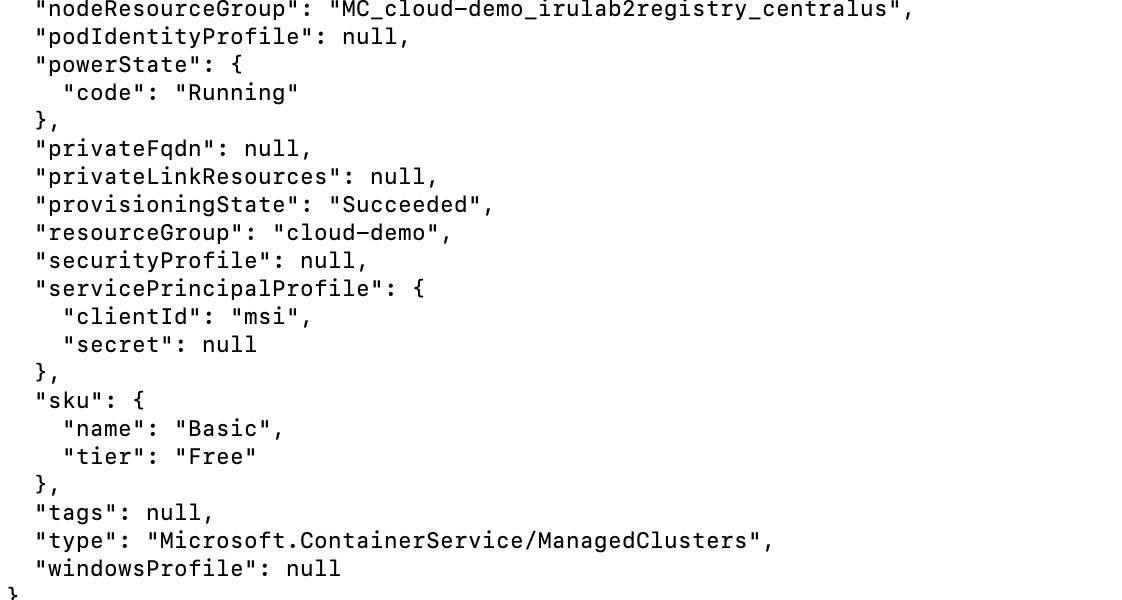 "nodeResourceGroup": "MC_cloud-demo_irulab2registry_centralus",
"podIdentityProfile": null,
"powerState": {
"code": "Running"
},
"privateFqdn": null,
"privateLinkResources": null,
"provisioningState": "Succeeded",
"resourceGroup": "cloud-demo",
"securityProfile": null,
"servicePrincipalProfile": {
"clientId": "msi",
"secret": null
},
"sku": {
"name": "Basic",
"tier": "Free"
},
"tags": null,
"type": "Microsoft.ContainerService/ManagedClusters",
"windowsProfile": null
}